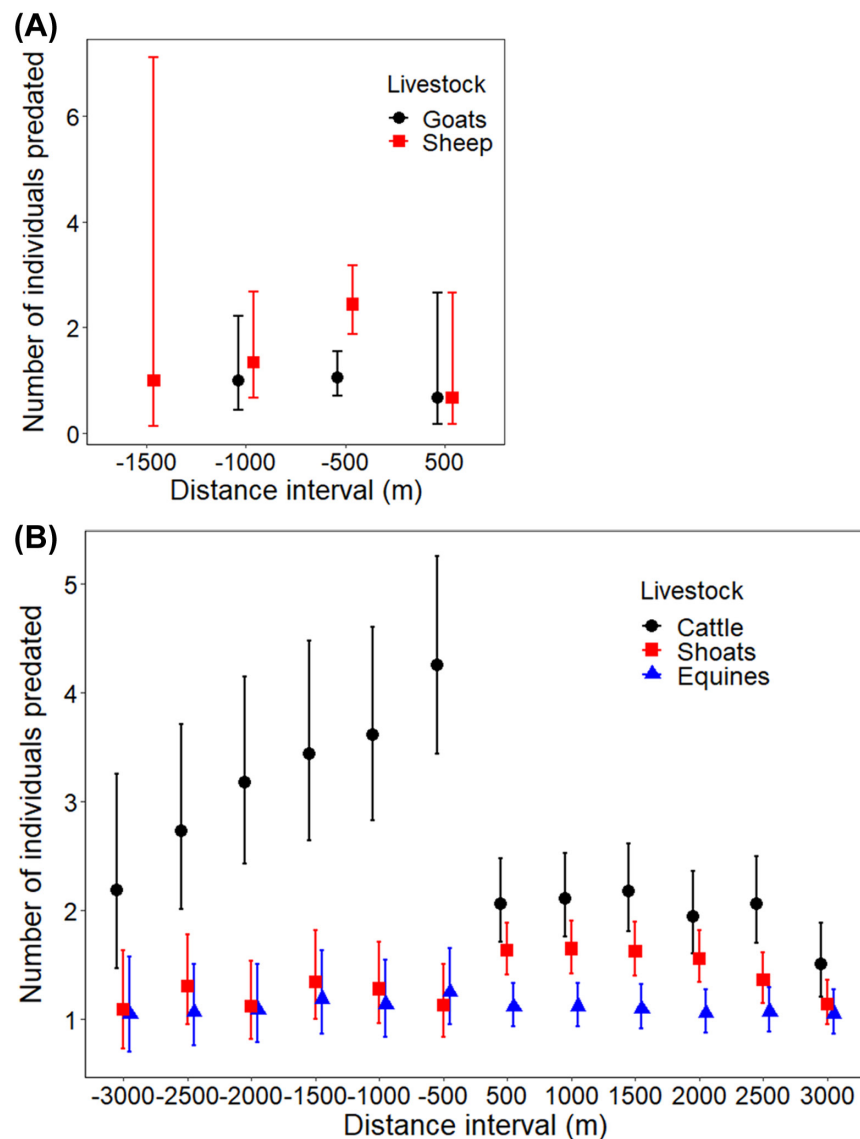 (A)
Number of individuals predated
6
4
2
0
Livestock
Goats
Sheep
-1500 -1000 -500 500
Distance interval (m)
(B)
Number of individuals predated
5
4
3
2
1
Livestock
Cattle
Shoats
Equines
-3000 -2500 -2000 -1500 -1000 -500 500 1000 1500 2000 2500 3000
Distance interval (m)